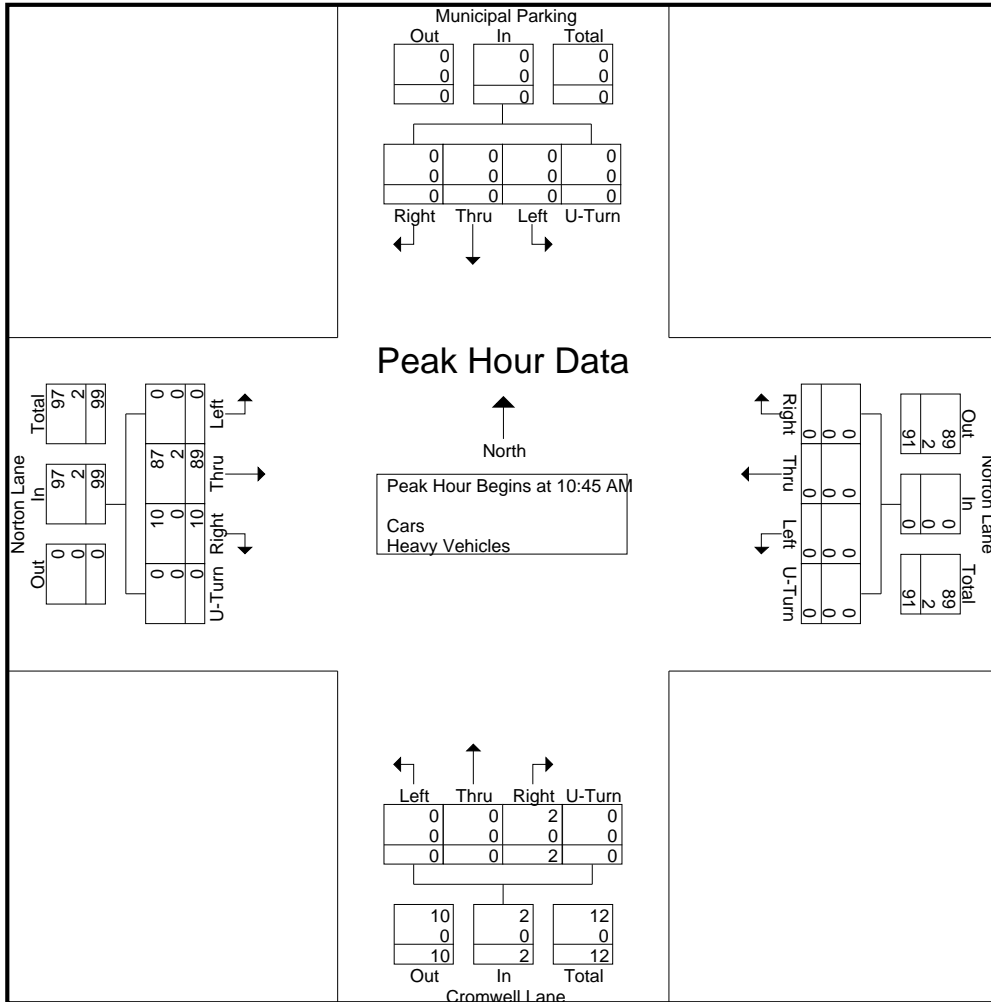 Municipal Parking
Out In Total
0 0 0
0 0 0
0 0 0
0 0 0 0
0 0 0 0
0 0 0 0
Right Thru Left U-Turn
Peak Hour Data
North
Peak Hour Begins at 10:45 AM
Cars
Heavy Vehicles
Norton Lane
Out In Total
0 97 97
0 2 2
0 99 99
0 10 87 0
0 0 2 0
0 10 89 0
U-Turn Right Thru Left
Norton Lane
Out In Total
89 0 89
2 0 2
91 0 91
0 0 0 0
0 0 0 0
0 0 0 0
Right Thru Left U-Turn
Left Thru Right U-Turn
0 0 2 0
0 0 0 0
0 0 2 0
10 2 12
0 0 0
10 2 12
Out In Total
Cromwell Lane